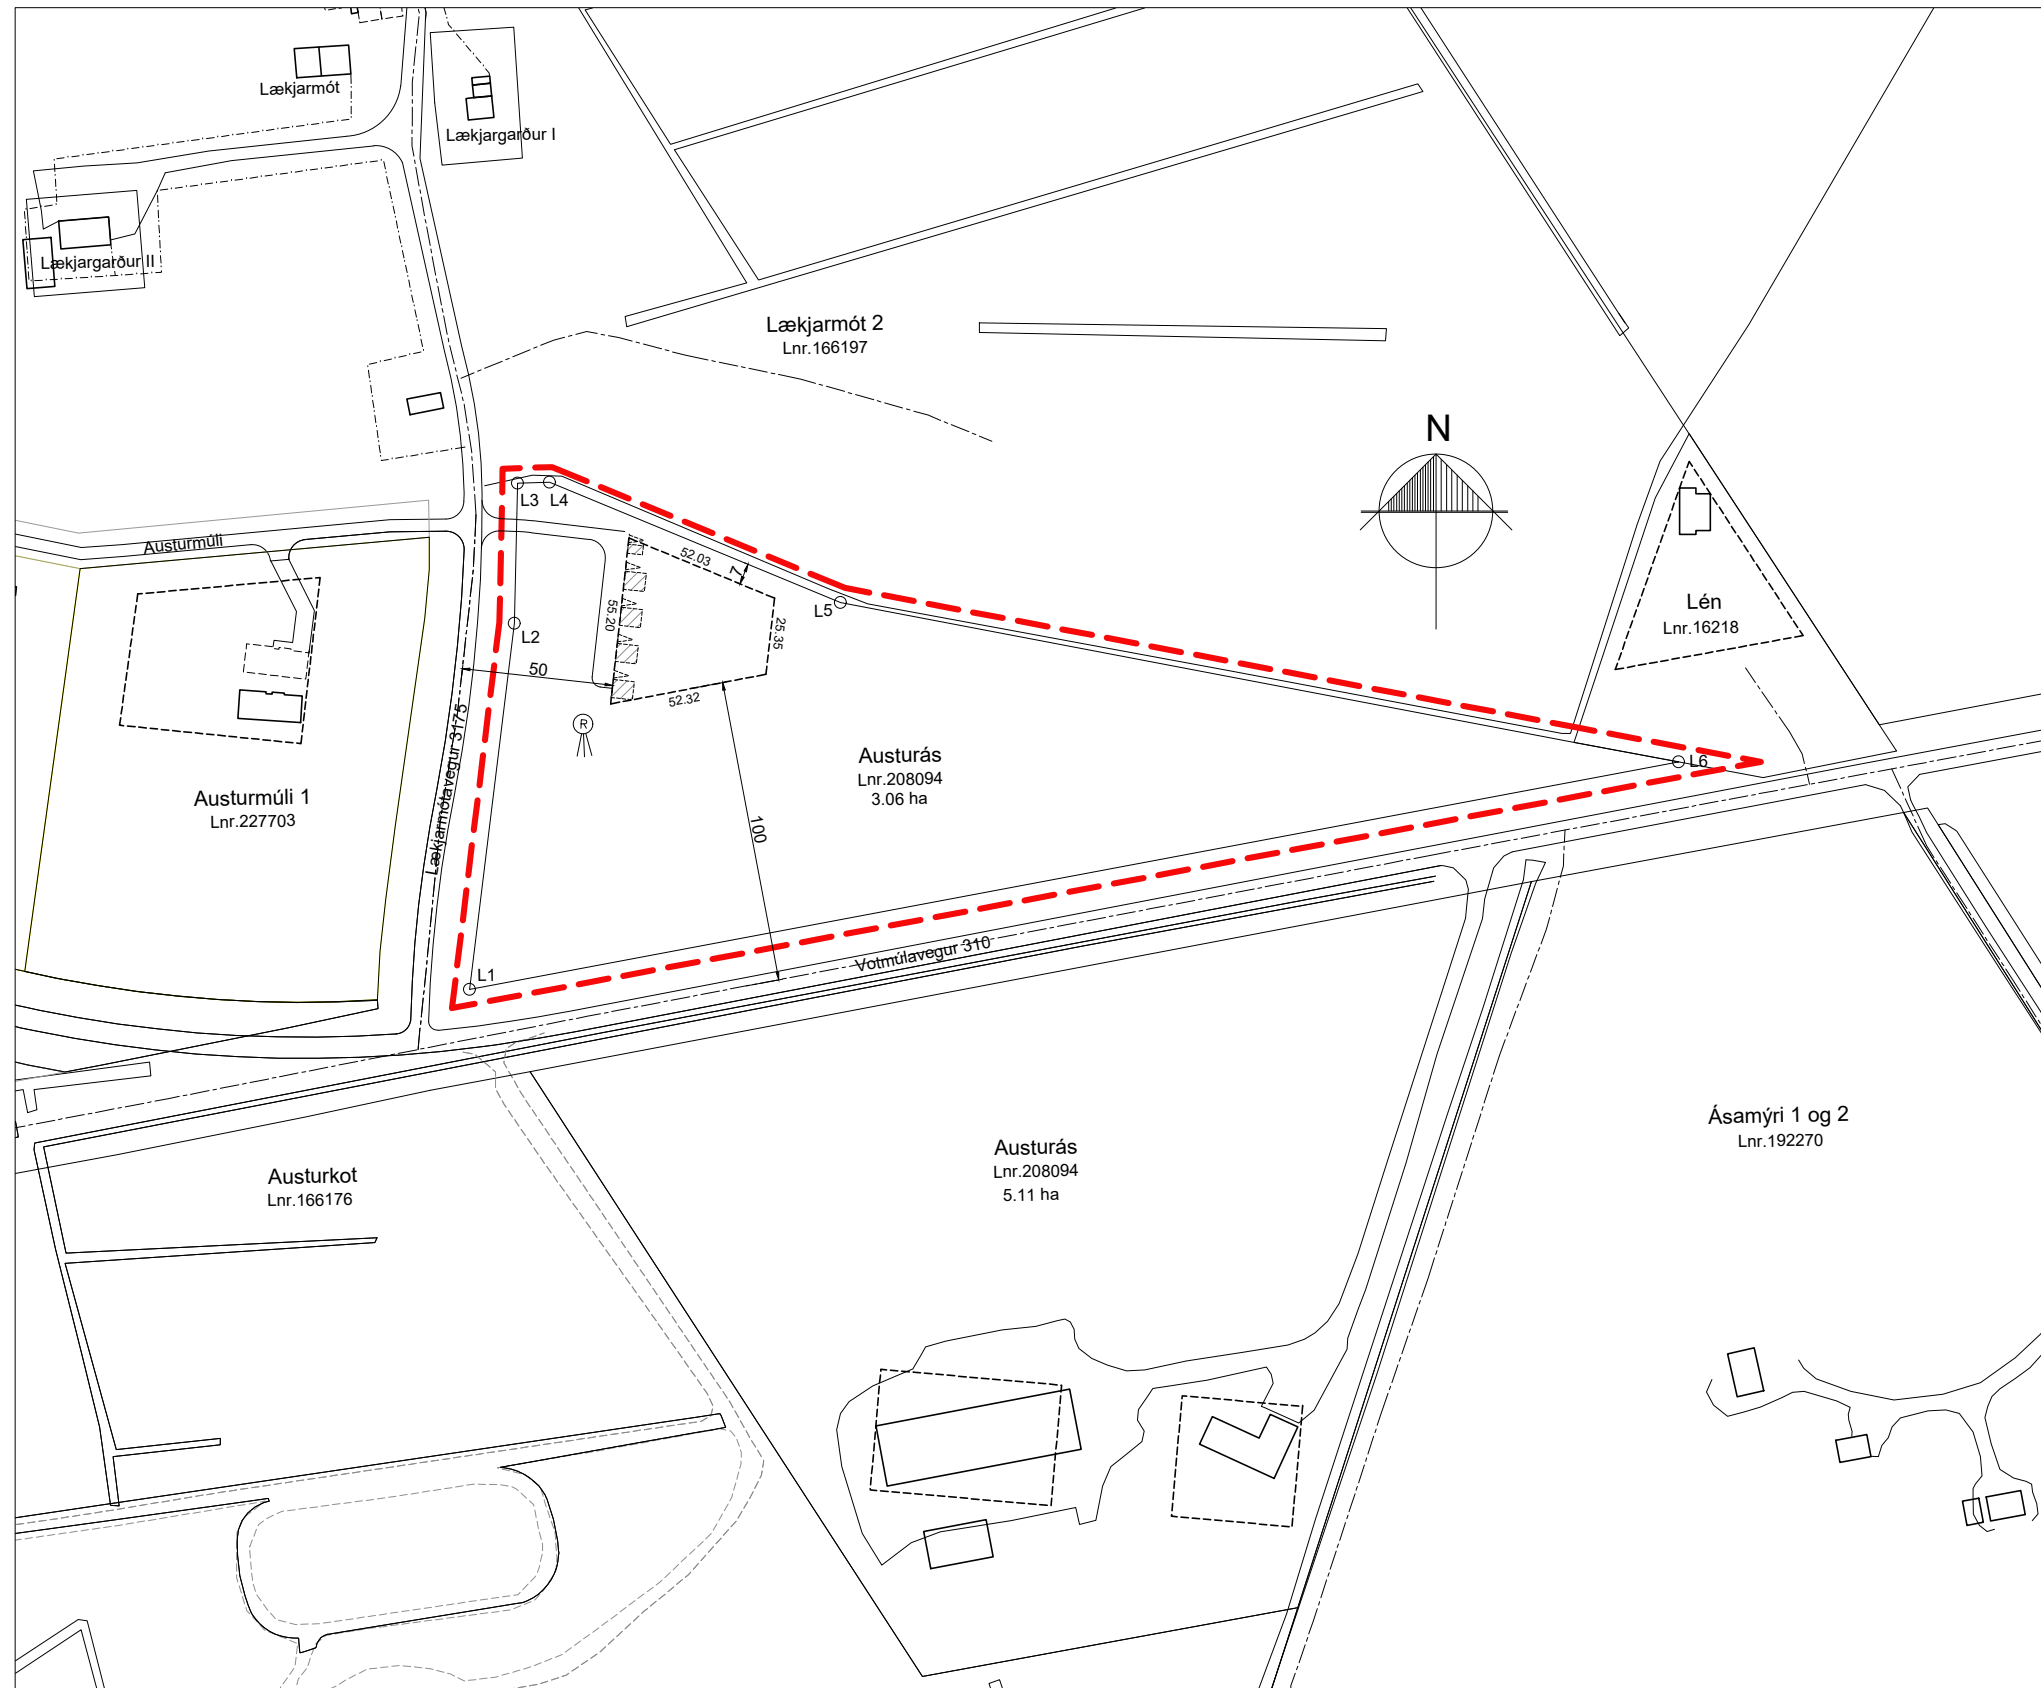 Lækjarmót
Lækjargarður I
Lækjargarður II
Lækjarmót 2
Lnr.166197
N
L3
L4
Austurmúli
52.03
7
L5
55.20
25.35
L2
50
52.32
R
Lén
Lnr.16218
Lækjarmótavegur 3175
Austurás
Lnr.208094
3.06 ha
L6
Austurmúli 1
Lnr.227703
100
L1
Votmúlavegur 310
Austurkot
Lnr.166176
Austurás
Lnr.208094
5.11 ha
Ásamýri 1 og 2
Lnr.192270